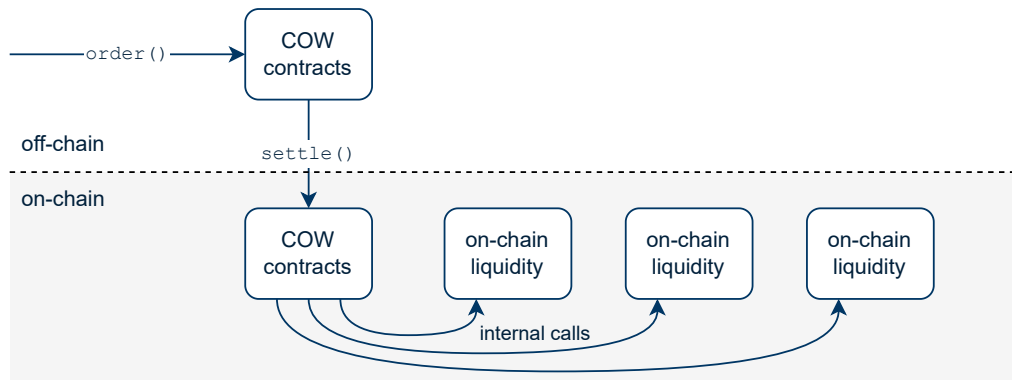 COW
contracts
order()
off-chain
settle()
on-chain
COW
contracts
on-chain
liquidity
on-chain
liquidity
on-chain
liquidity
internal calls